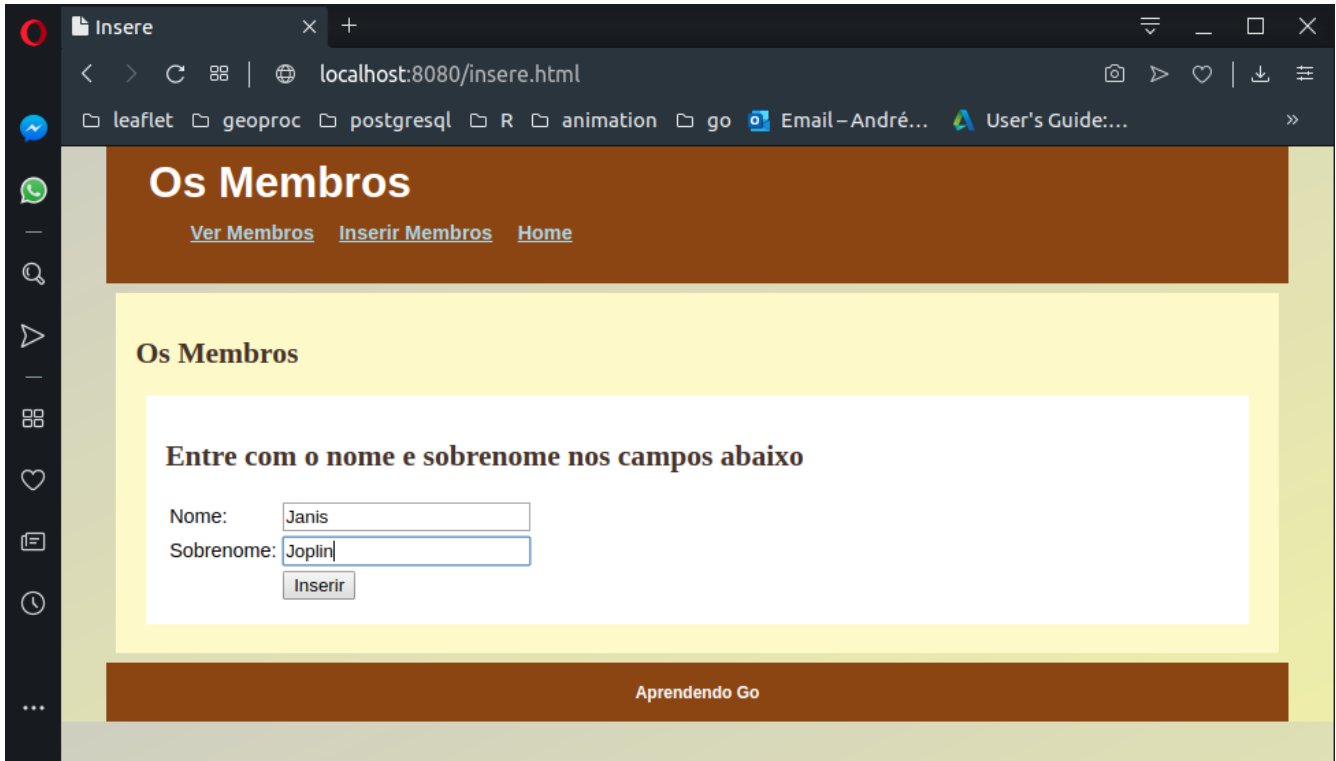 Insere
localhost:8080/insere.html
leaflet geoproc postgresql R animation go Email – André... User's Guide:...
Os Membros
Ver Membros Inserir Membros Home
Os Membros
Entre com o nome e sobrenome nos campos abaixo
Nome: Janis
Sobrenome: Joplin
Inserir
Aprendendo Go